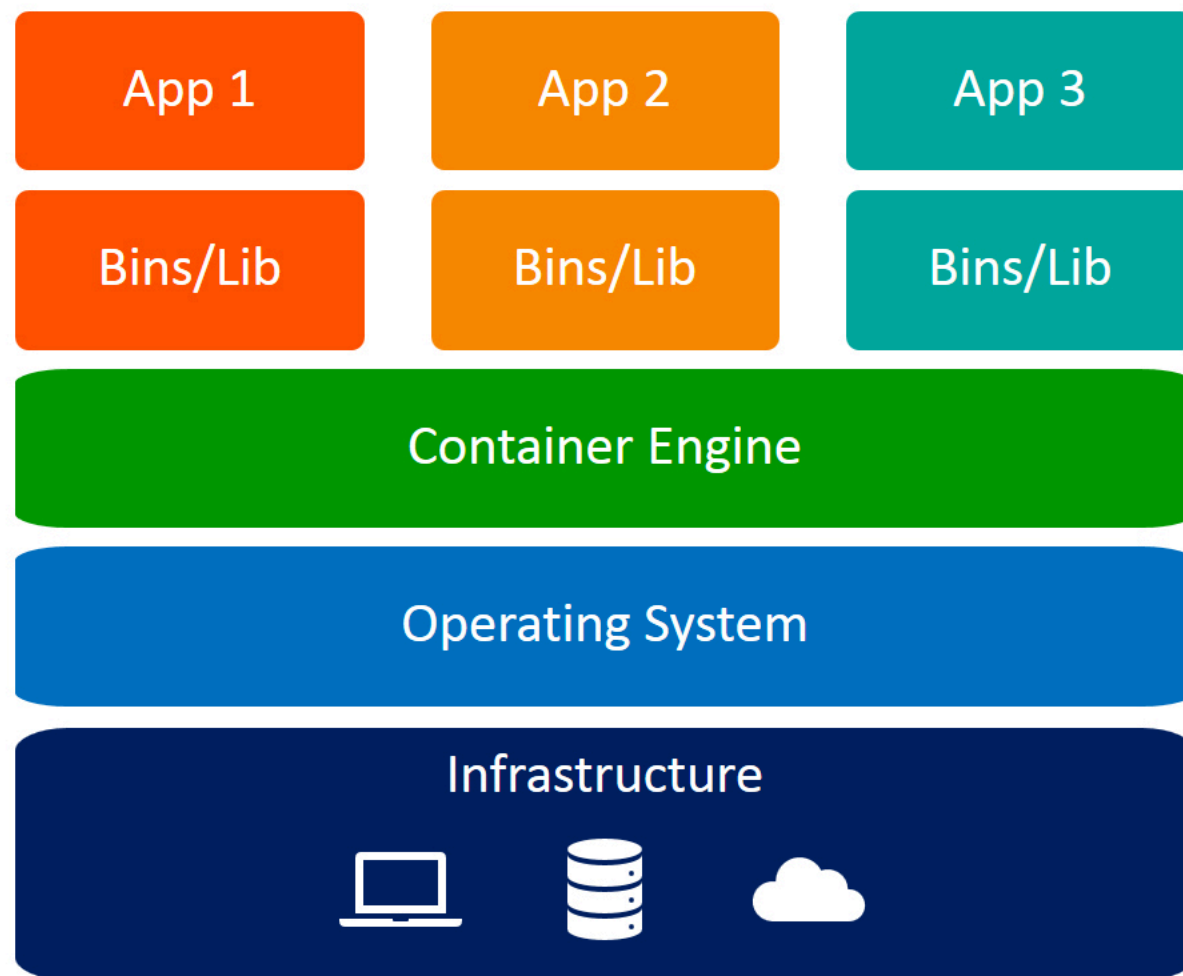 App 1
App 2
App 3
Bins/Lib
Bins/Lib
Bins/Lib
Container Engine
Operating System
Infrastructure